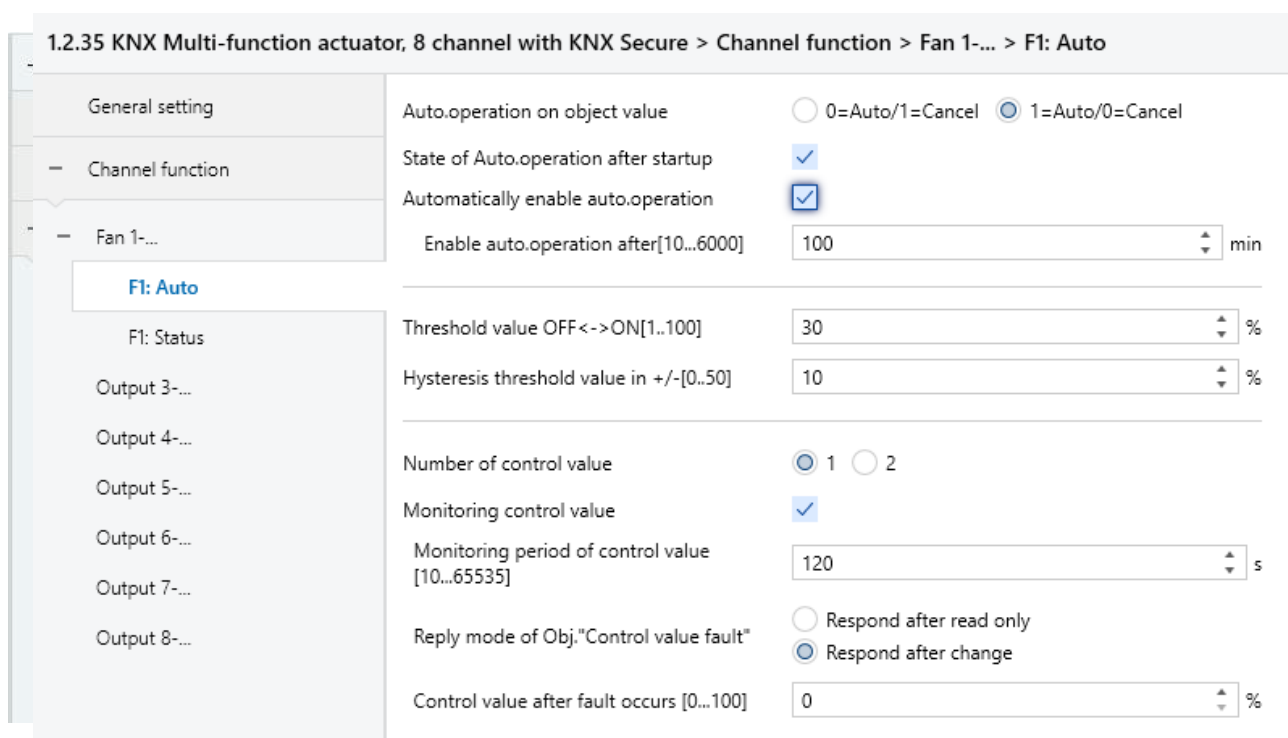 1.2.35 KNX Multi-function actuator, 8 channel with KNX Secure > Channel function > Fan 1-... > F1: Auto
General setting
Channel function
Fan 1-...
F1: Auto
F1: Status
Output 3-...
Output 4-...
Output 5-...
Output 6-...
Output 7-...
Output 8-...
Auto.operation on object value 0=Auto/1=Cancel 1=Auto/0=Cancel
State of Auto.operation after startup
Automatically enable auto.operation
Enable auto.operation after[10...6000] 100 min
Threshold value OFF<->ON[1..100] 30 %
Hysteresis threshold value in +/-[0..50] 10 %
Number of control value 1 2
Monitoring control value
Monitoring period of control value
[10...65535] 120 s
Reply mode of Obj."Control value fault" Respond after read only
Respond after change
Control value after fault occurs [0...100] 0 %